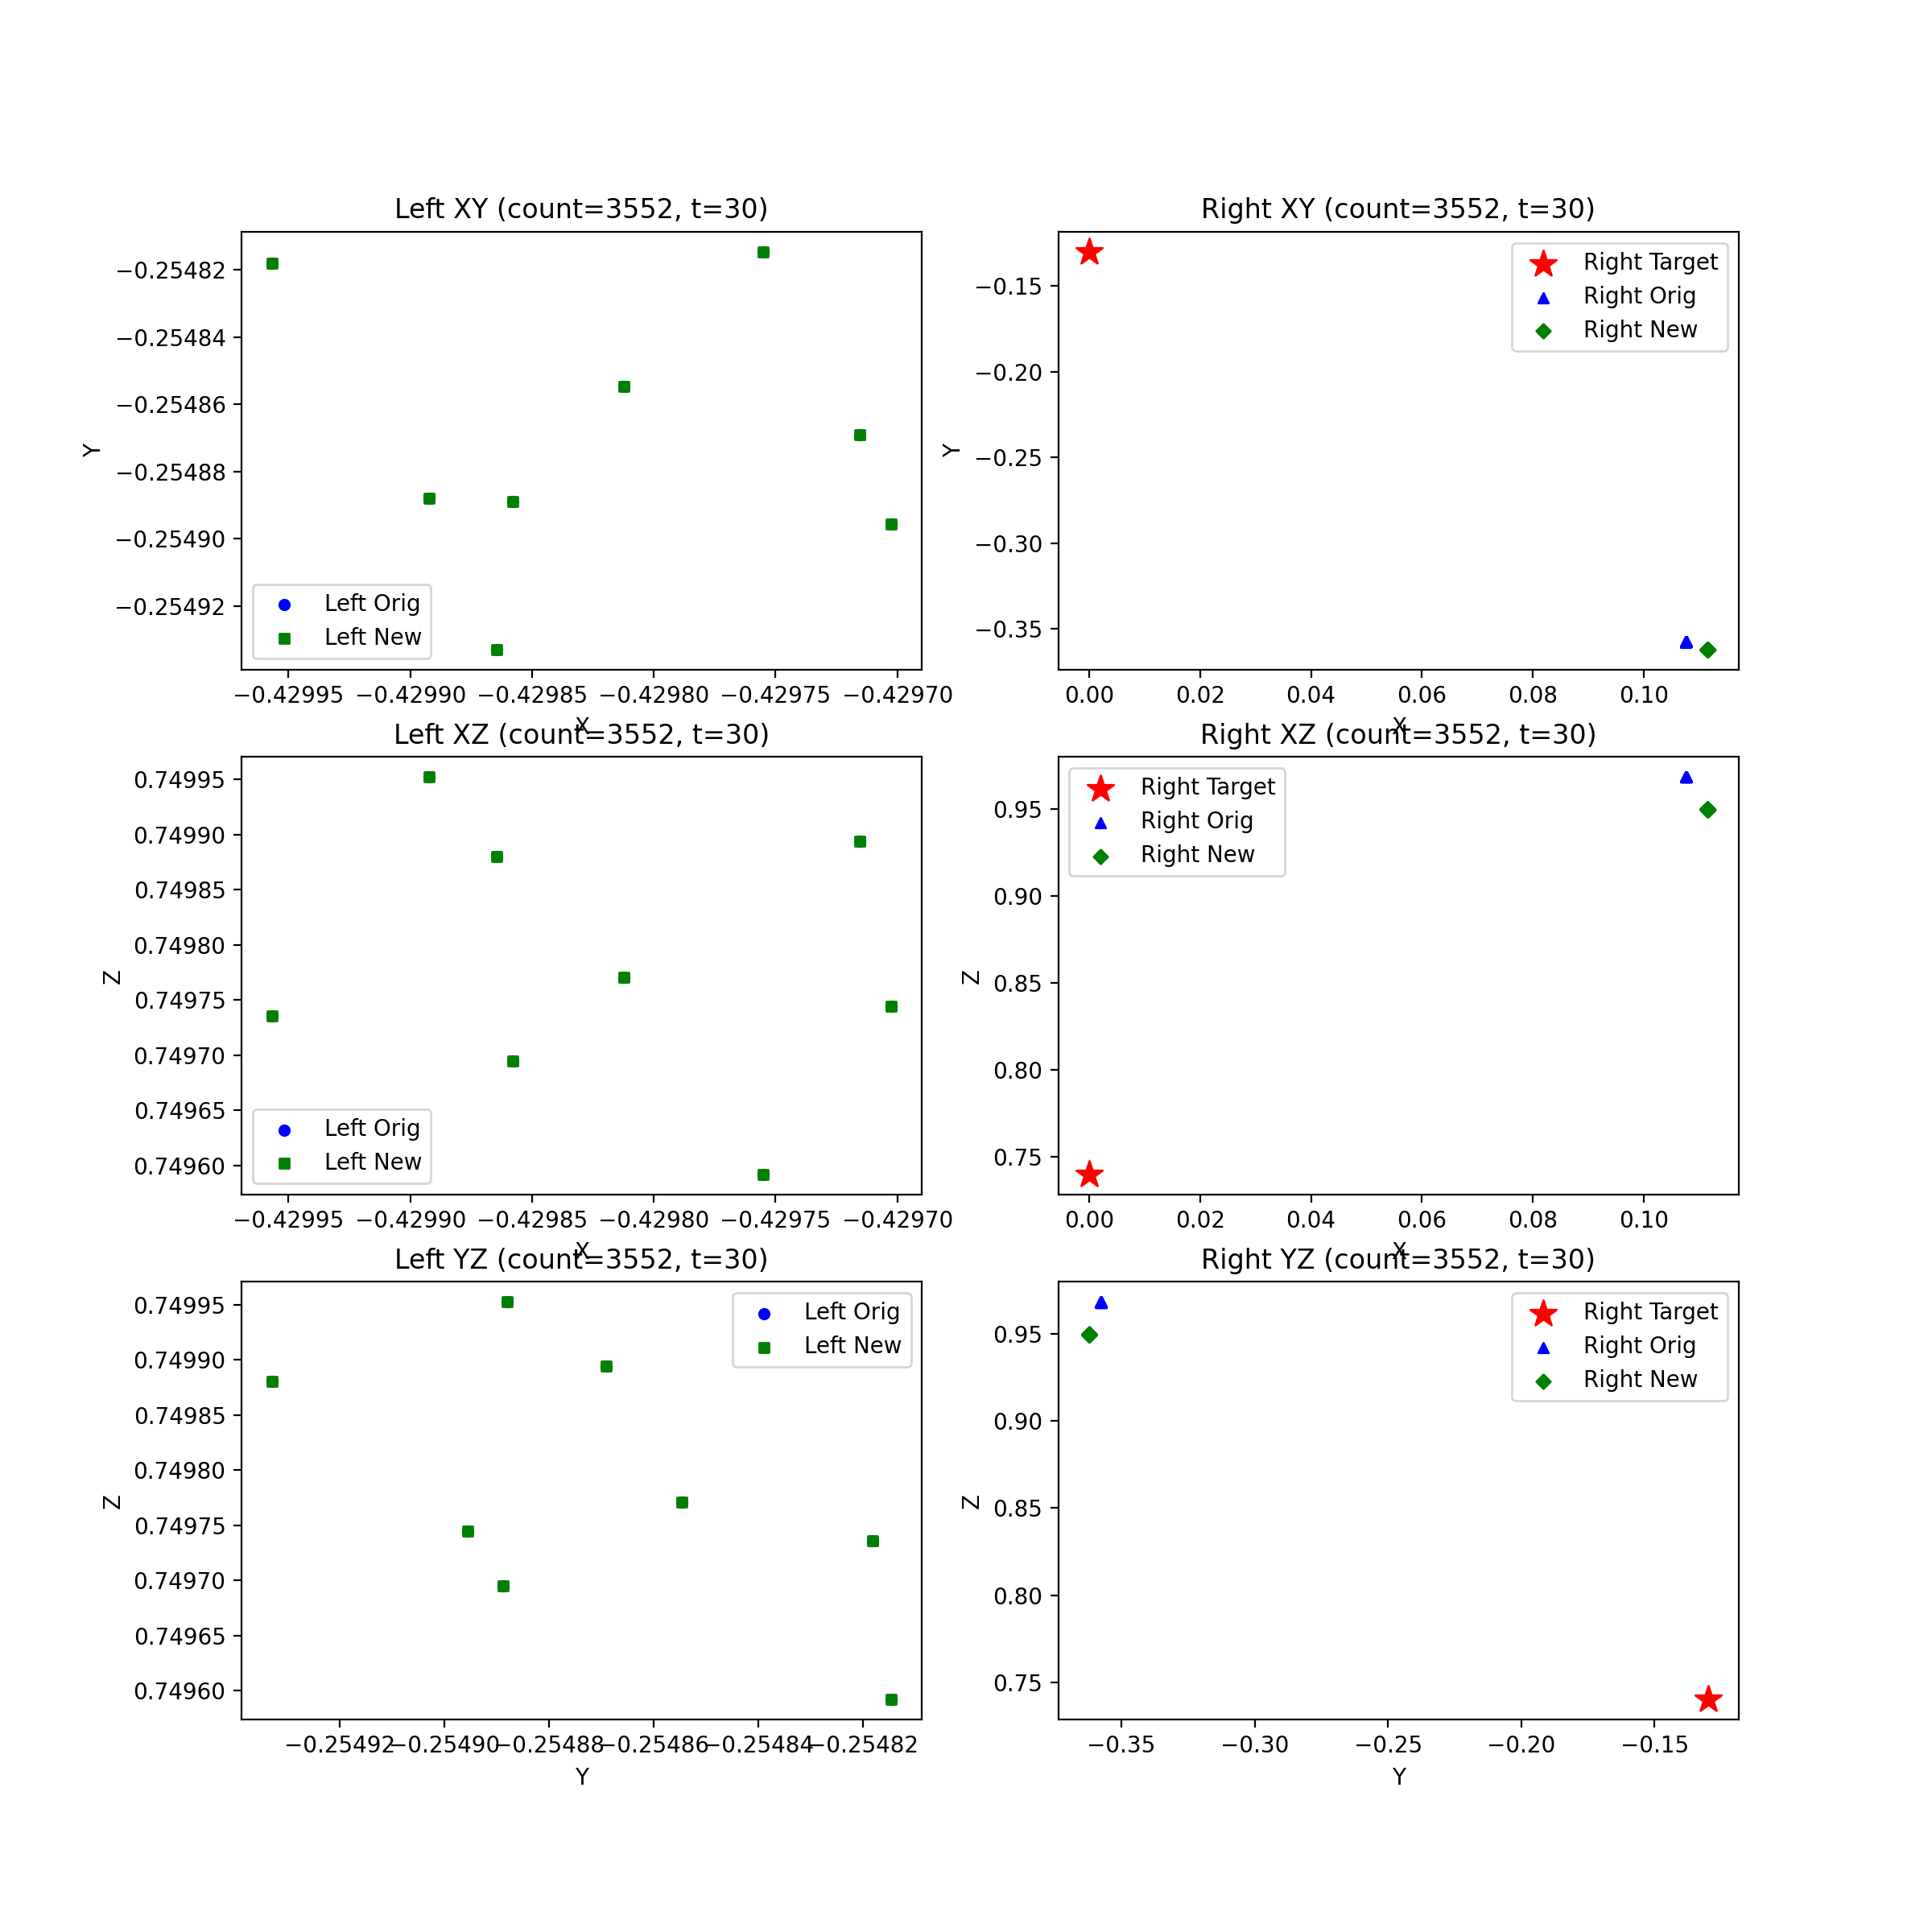 Left XY (count=3552, t=30)
−0.25482
−0.25484
−0.25486
−0.25488
−0.25490
−0.25492
Y
Left Orig
Left New
−0.42995 −0.42990 −0.42985 −0.42980 −0.42975 −0.42970
X
Right XY (count=3552, t=30)
−0.15
−0.20
−0.25
−0.30
−0.35
Y
Right Target
Right Orig
Right New
0.00 0.02 0.04 0.06 0.08 0.10
X
Left XZ (count=3552, t=30)
0.74995
0.74990
0.74985
0.74980
0.74975
0.74970
0.74965
0.74960
Z
Left Orig
Left New
−0.42995 −0.42990 −0.42985 −0.42980 −0.42975 −0.42970
X
Right XZ (count=3552, t=30)
0.95
0.90
0.85
0.80
0.75
Z
Right Target
Right Orig
Right New
0.00 0.02 0.04 0.06 0.08 0.10
X
Left YZ (count=3552, t=30)
0.74995
0.74990
0.74985
0.74980
0.74975
0.74970
0.74965
0.74960
Z
Left Orig
Left New
−0.25492 −0.25490 −0.25488 −0.25486 −0.25484 −0.25482
Y
Right YZ (count=3552, t=30)
0.95
0.90
0.85
0.80
0.75
Z
Right Target
Right Orig
Right New
−0.35 −0.30 −0.25 −0.20 −0.15
Y